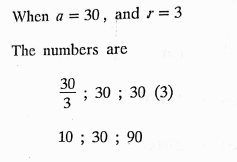 When a = 30, and r = 3
The numbers are
30/3 ; 30 ; 30 (3)
10 ; 30 ; 90